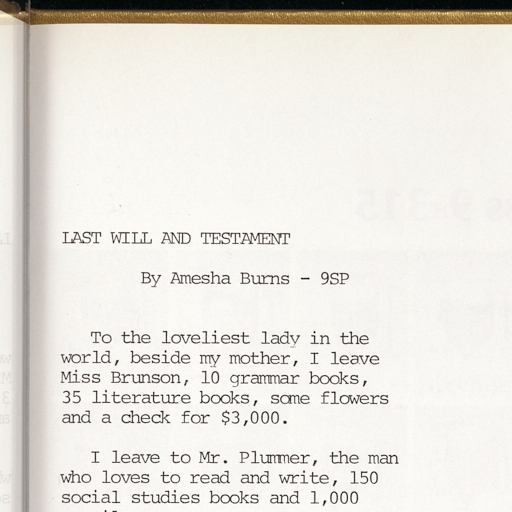 LAST WILL AND TESTAMENT
By Amesha Burns - 9SP
To the loveliest lady in the
world, beside my mother, I leave
Miss Brunson, 10 grammar books,
35 literature books, some flowers
and a check for $3,000.
I leave to Mr. Plummer, the man
who loves to read and write, 150
social studies books and 1,000